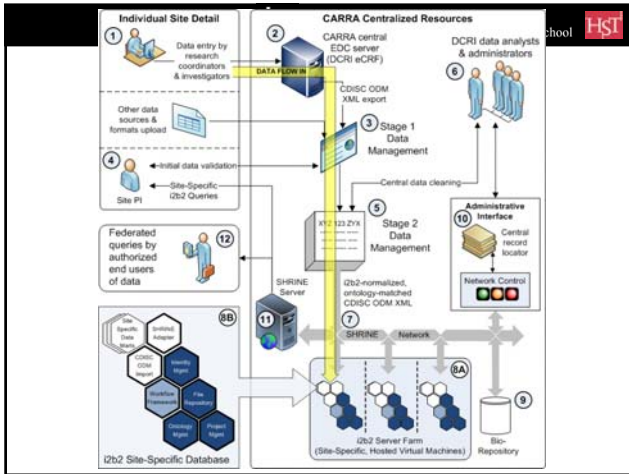 Individual Site Detail
CARRA Centralized Resources
1
Data entry by
research
coordinators
& investigators
DATA FLOW IN
2
CARRA central
EDC server
(DCRI eCRF)
CDISC ODM
XML export
hool
HST
DCRI data analysts
& administrators
6
Other data
sources &
formats upload
3
Stage 1
Data
Management
4
Site PI
Initial data validation
Site-Specific
i2b2 Queries
Central data cleaning
5
XYZ 123 ZYX
Stage 2
Data
Management
Administrative
Interface
10
Central
record
locator
Network Control
Federated
queries by
authorized
end users
of data
12
SHRINE
Server
11
i2b2-normalized,
ontology-matched
CDISC ODM XML
7
SHRINE
Network
8B
Site
Specific
Data
Marts
SHRINE
Adapter
CDISC
ODM
Import
Identity
Mgmt
Workflow
Framework
File
Repository
Ontology
Mgmt
Project
Mgmt
i2b2 Site-Specific Database
8A
i2b2 Server Farm
(Site-Specific, Hosted Virtual Machines)
9
Bio-
Repository